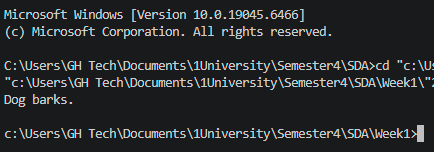 Microsoft Windows [Version 10.0.19045.6466]
(c) Microsoft Corporation. All rights reserved.
C:\Users\GH Tech\Documents\1University\Semester4\SDA>cd "c:\Us
"c:\Users\GH Tech\Documents\1University\Semester4\SDA\Week1\"
Dog barks.
c:\Users\GH Tech\Documents\1University\Semester4\SDA\Week1>